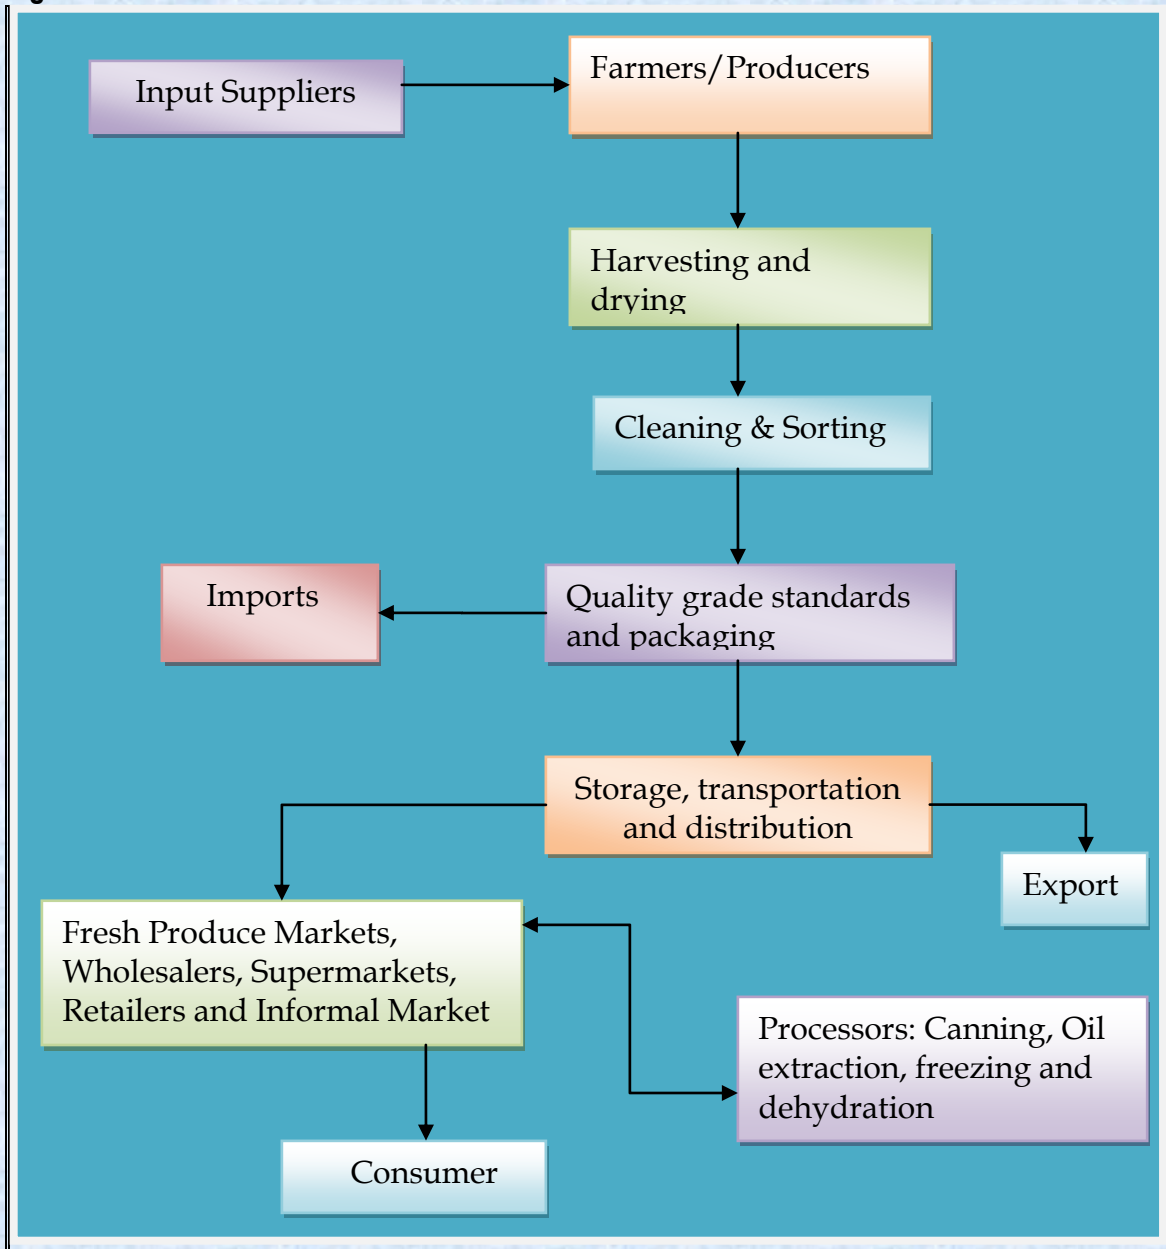 Input Suppliers
Farmers/Producers
Harvesting and
drying
Cleaning & Sorting
Imports
Quality grade standards
and packaging
Storage, transportation
and distribution
Export
Fresh Produce Markets,
Wholesalers, Supermarkets,
Retailers and Informal Market
Processors: Canning, Oil
extraction, freezing and
dehydration
Consumer